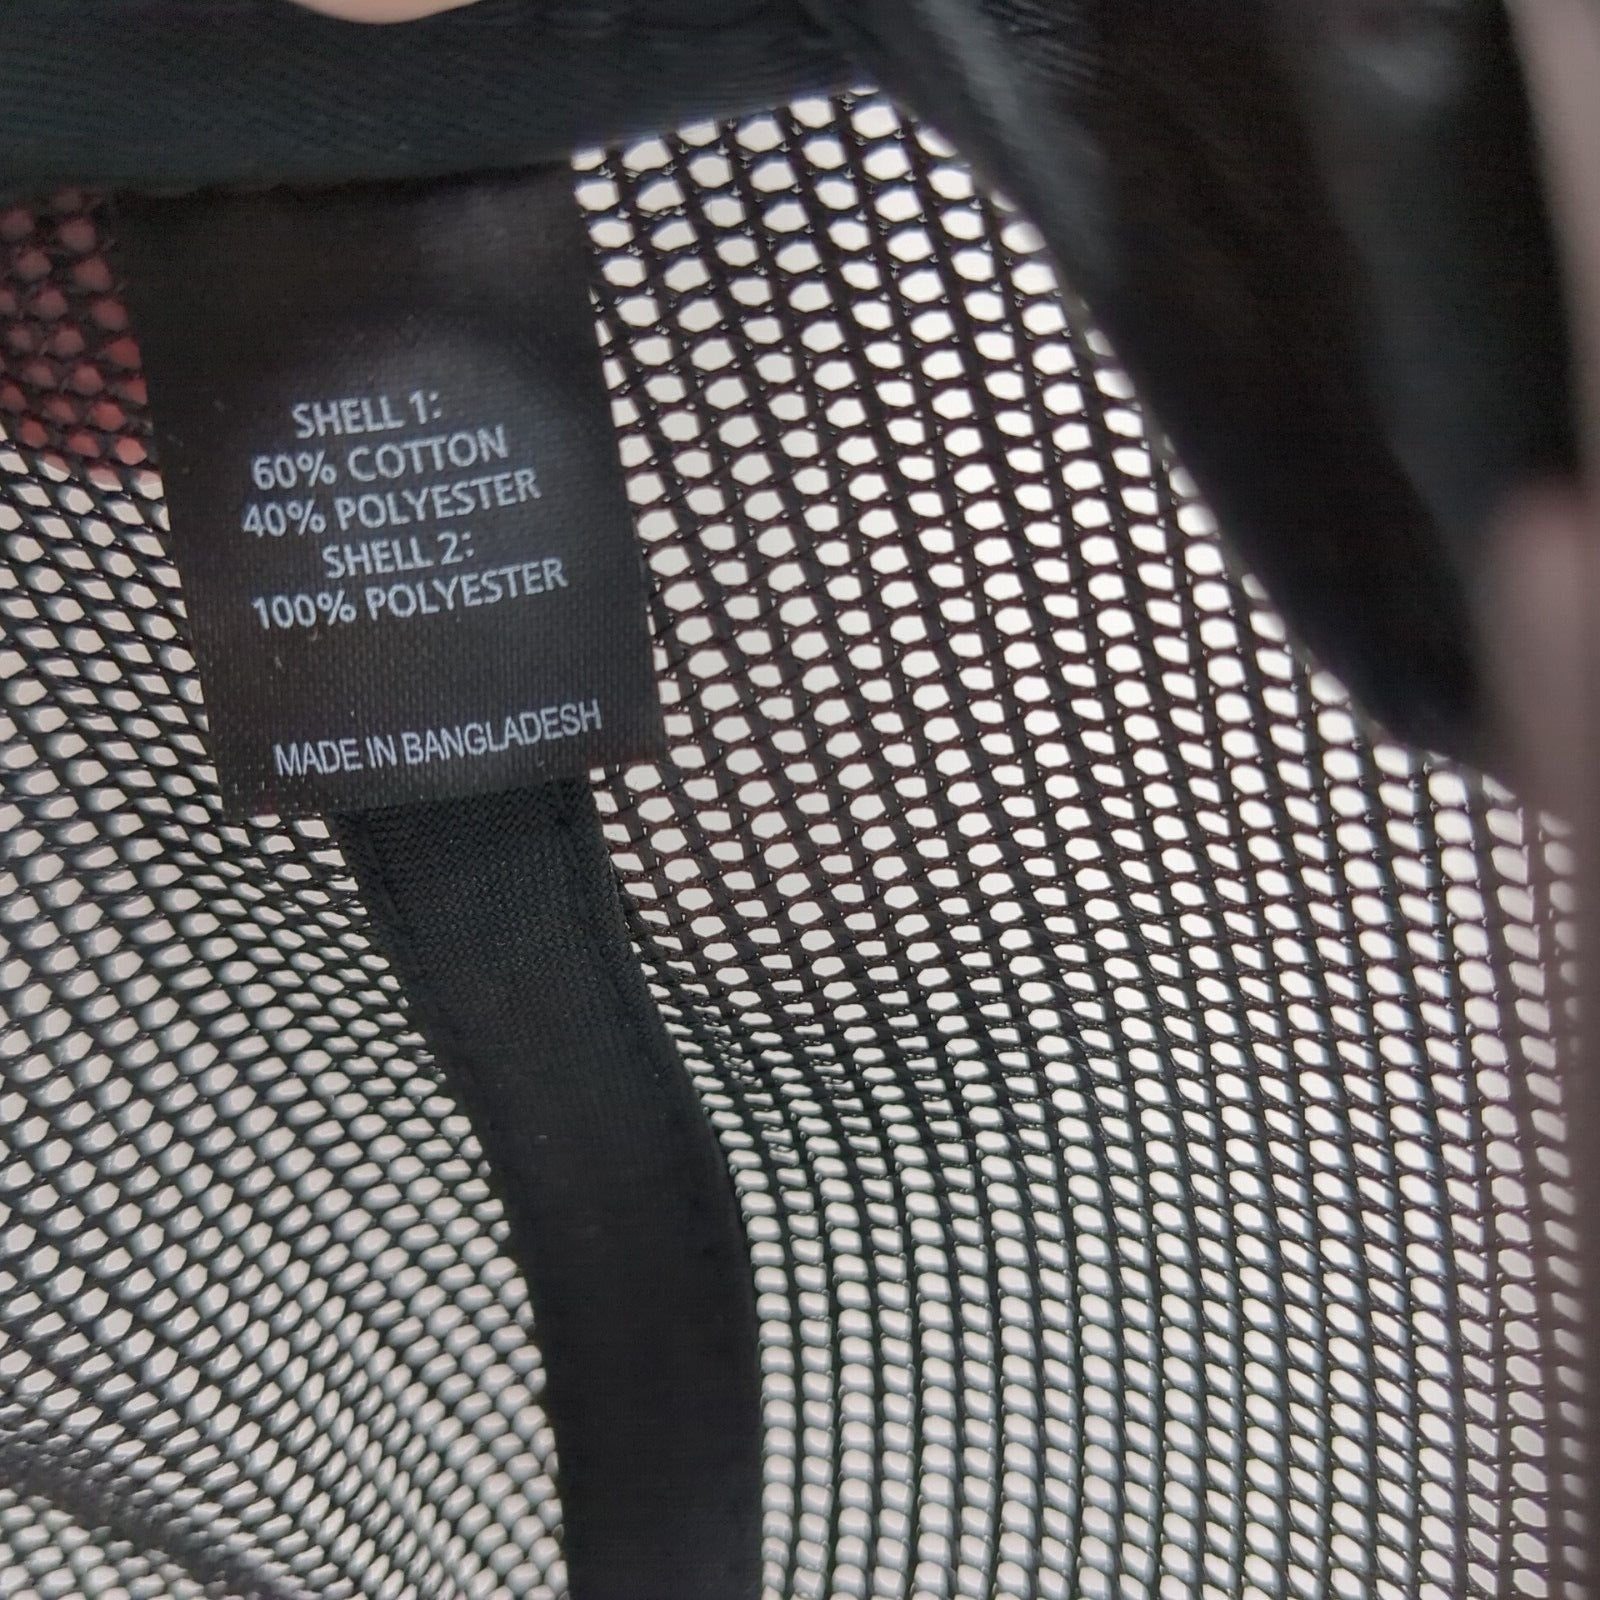 SHELL 1:
60% COTTON
40% POLYESTER
SHELL 2:
100% POLYESTER
MADE IN BANGLADESH